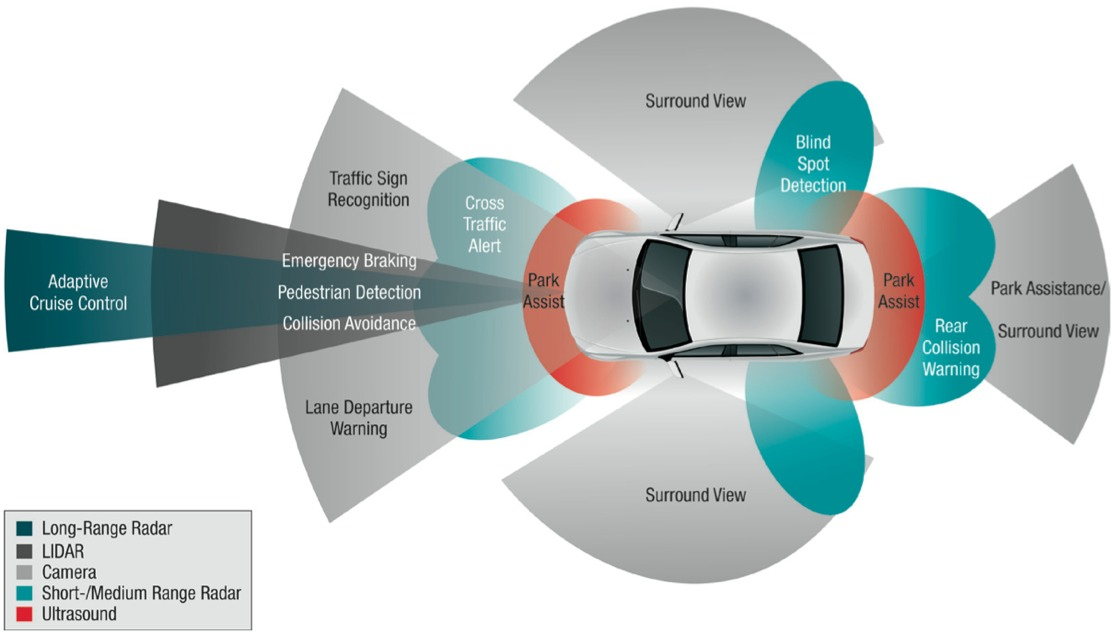 Surround View
Blind
Spot
Detection
Traffic Sign
Recognition
Cross
Traffic
Alert
Emergency Braking
Pedestrian Detection
Collision Avoidance
Adaptive
Cruise Control
Park
Assist
Park
Assist
Park Assistance/
Surround View
Rear
Collision
Warning
Lane Departure
Warning
Surround View
Long-Range Radar
LIDAR
Camera
Short-/Medium Range Radar
Ultrasound